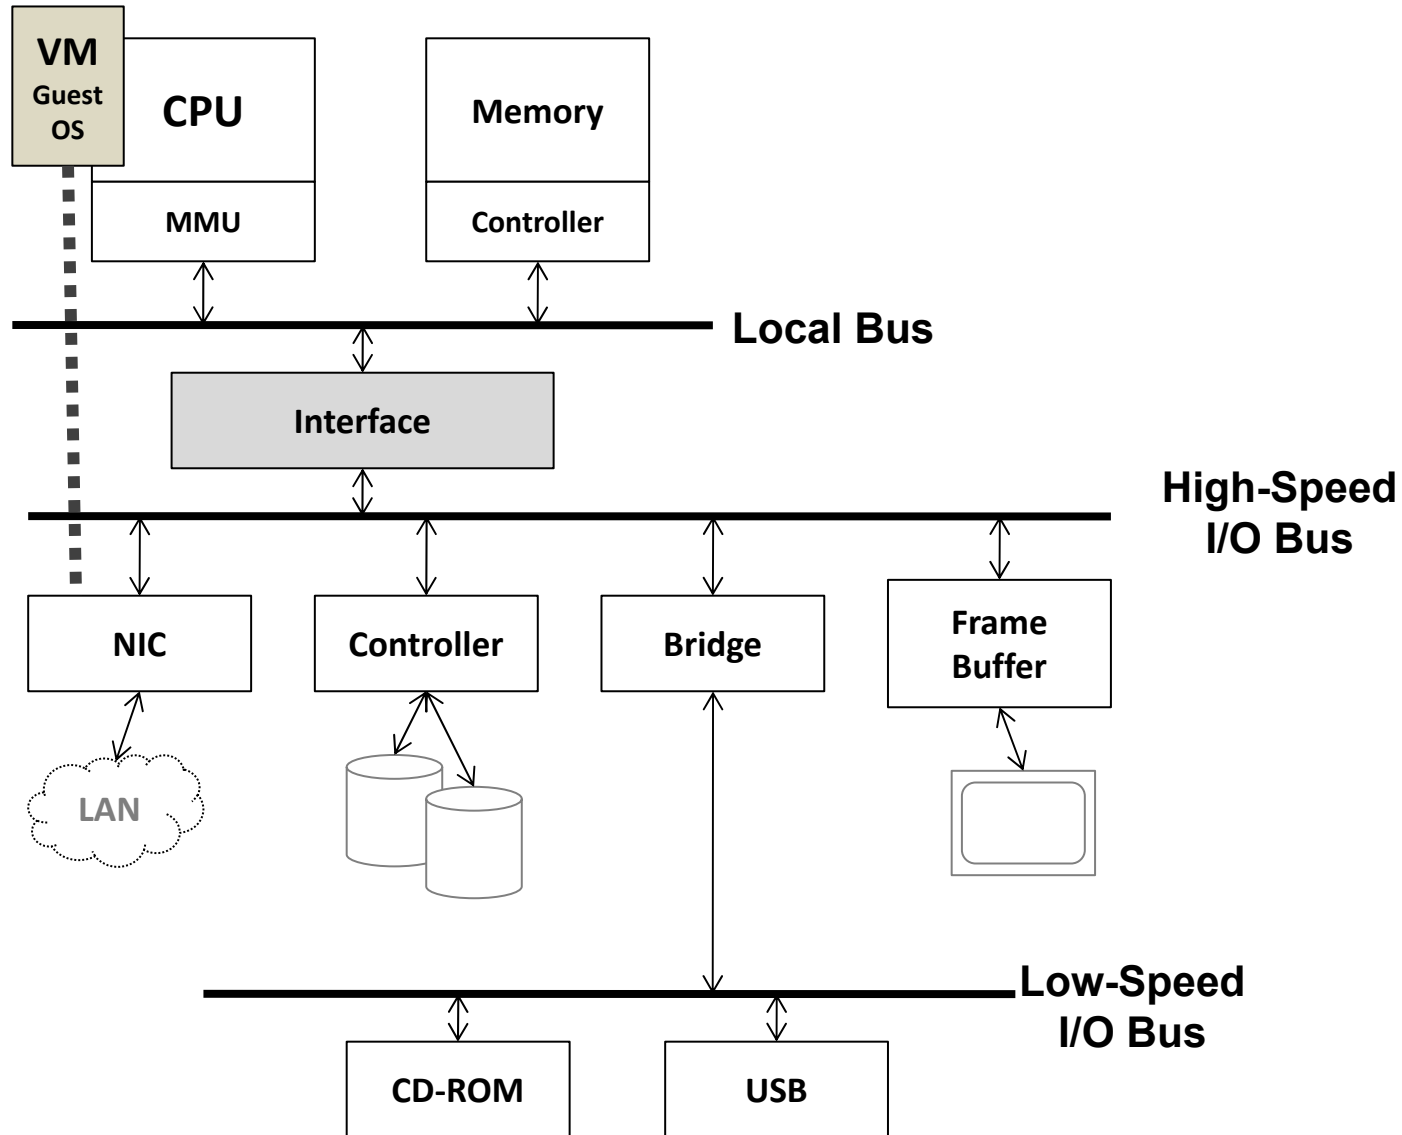 VM
Guest
OS
CPU
Memory
MMU
Controller
Local Bus
Interface
High-Speed
I/O Bus
NIC
Controller
Bridge
Frame
Buffer
LAN
Low-Speed
I/O Bus
CD-ROM
USB